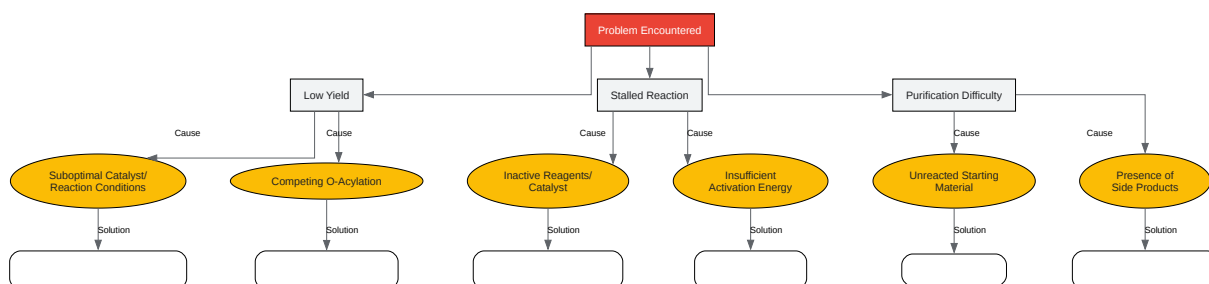 Problem Encountered
Low Yield
Stalled Reaction
Purification Difficulty
Cause
Cause
Cause
Cause
Cause
Cause
Suboptimal Catalyst/
Reaction Conditions
Competing O-Acylation
Inactive Reagents/
Catalyst
Insufficient
Activation Energy
Unreacted Starting
Material
Presence of
Side Products
Solution
Solution
Solution
Solution
Solution
Solution